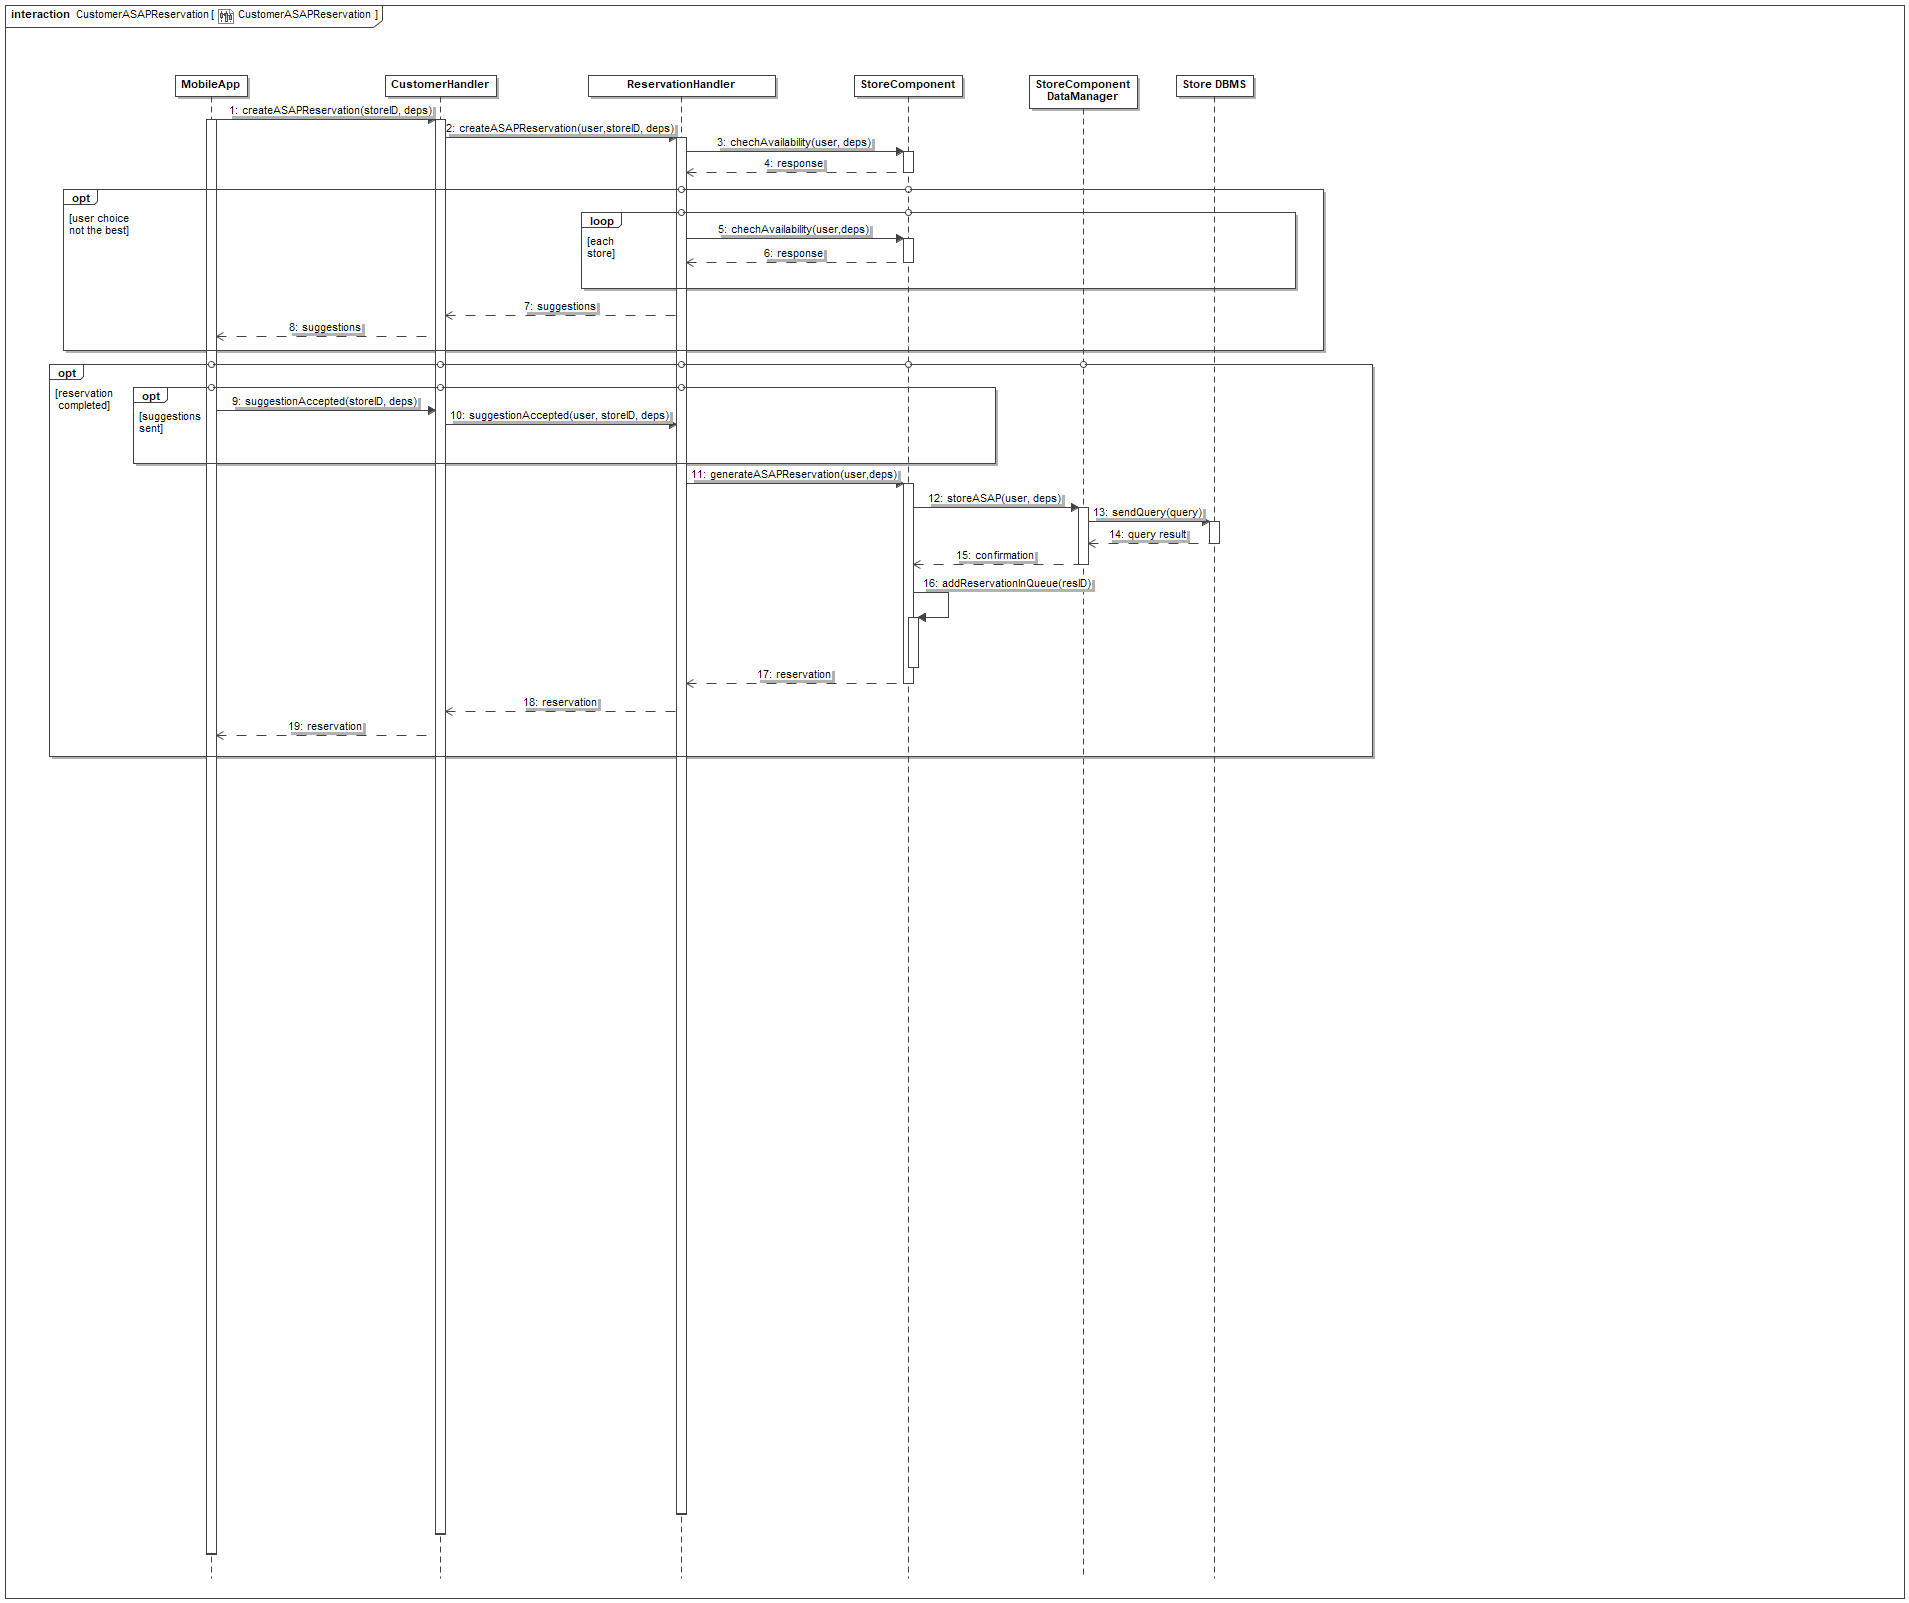 interaction CustomerASAPReservation [ CustomerASAPReservation ]
MobileApp
CustomerHandler
ReservationHandler
StoreComponent
StoreComponent
DataManager
Store DBMS
1: createASAPReservation(storeID, deps)
2: createASAPReservation(user,storeID, deps)
3: chechAvailability(user, deps)
4: response
opt
[user choice
not the best]
loop
[each
store]
5: chechAvailability(user,deps)
6: response
7: suggestions
8: suggestions
opt
[reservation
completed]
opt
[suggestions
sent]
9: suggestionAccepted(storeID, deps)
10: suggestionAccepted(user, storeID, deps)
11: generateASAPReservation(user,deps)
12: storeASAP(user, deps)
13: sendQuery(query)
14: query result
15: confirmation
16: addReservationInQueue(resID)
17: reservation
18: reservation
19: reservation